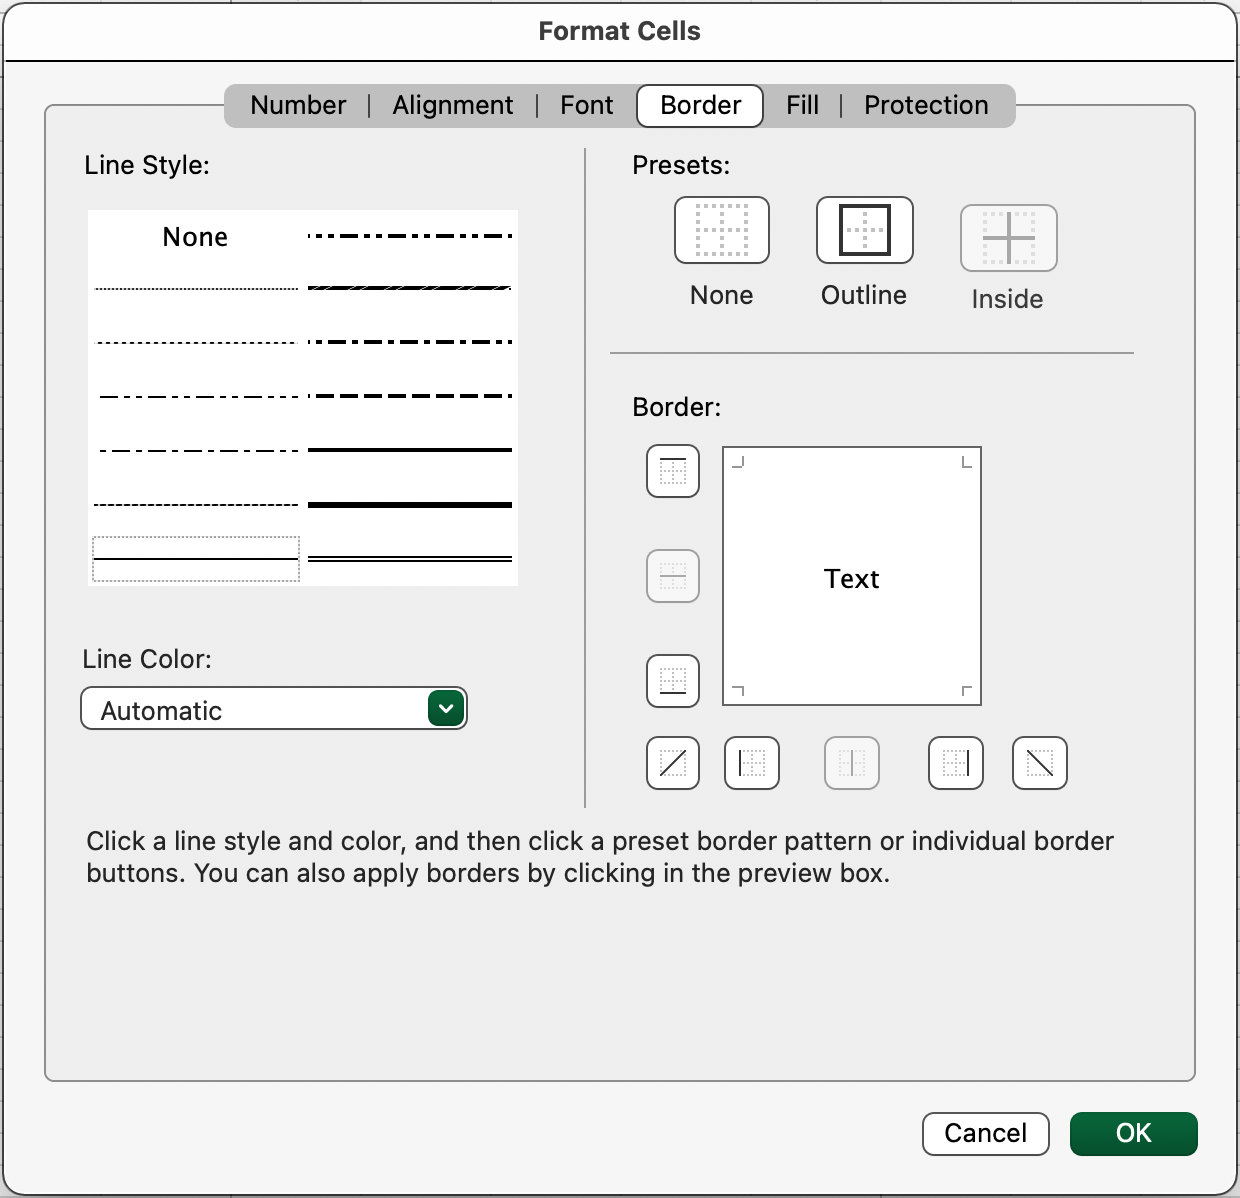 Format Cells
Number | Alignment | Font Border Fill | Protection
Line Style:
None
Line Color:
Automatic
Presets:
None Outline Inside
Border:
Text
Click a line style and color, and then click a preset border pattern or individual border
buttons. You can also apply borders by clicking in the preview box.
Cancel OK